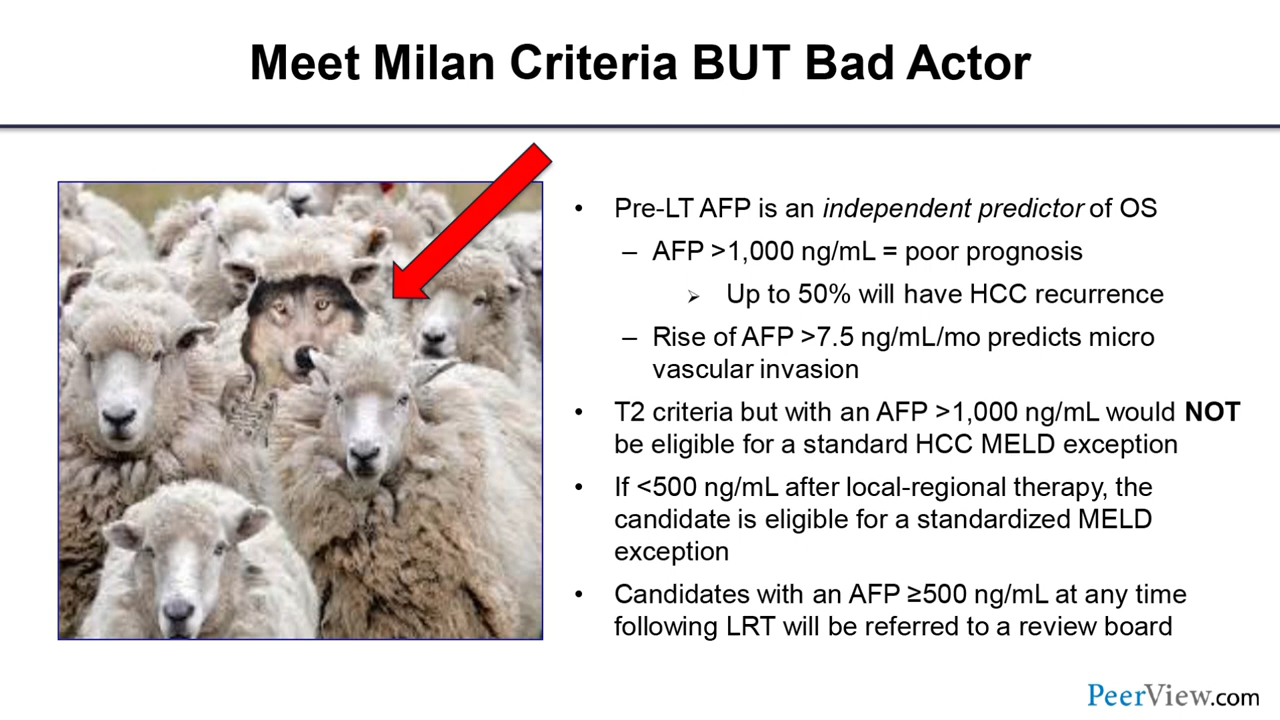 Meet Milan Criteria BUT Bad Actor
• Pre-LT AFP is an independent predictor of OS
– AFP >1,000 ng/mL = poor prognosis
➢ Up to 50% will have HCC recurrence
– Rise of AFP >7.5 ng/mL/mo predicts micro
vascular invasion
• T2 criteria but with an AFP >1,000 ng/mL would NOT
be eligible for a standard HCC MELD exception
• If <500 ng/mL after local-regional therapy, the
candidate is eligible for a standardized MELD
exception
• Candidates with an AFP ≥500 ng/mL at any time
following LRT will be referred to a review board
PeerView.com